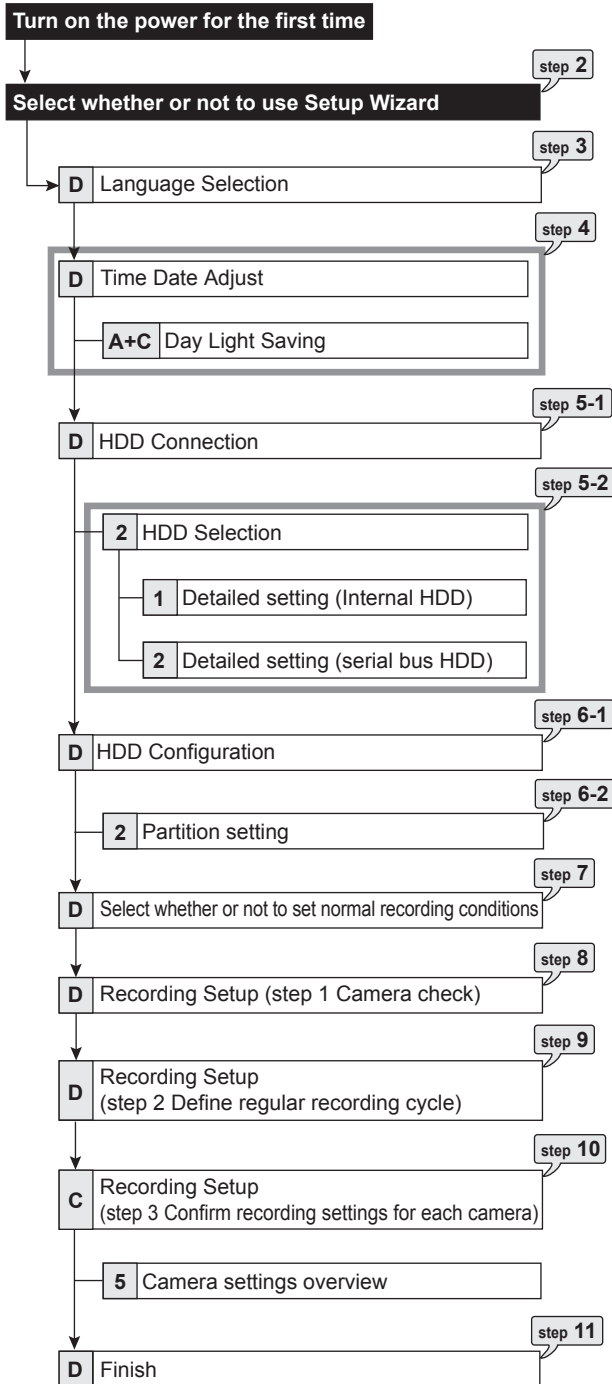 Turn on the power for the first time
step 2
Select whether or not to use Setup Wizard
step 3
D Language Selection
step 4
D Time Date Adjust
A+C Day Light Saving
step 5-1
D HDD Connection
step 5-2
2 HDD Selection
1 Detailed setting (Internal HDD)
2 Detailed setting (serial bus HDD)
step 6-1
D HDD Configuration
step 6-2
2 Partition setting
step 7
D Select whether or not to set normal recording conditions
step 8
D Recording Setup (step 1 Camera check)
step 9
D Recording Setup
(step 2 Define regular recording cycle)
step 10
C Recording Setup
(step 3 Confirm recording settings for each camera)
5 Camera settings overview
step 11
D Finish